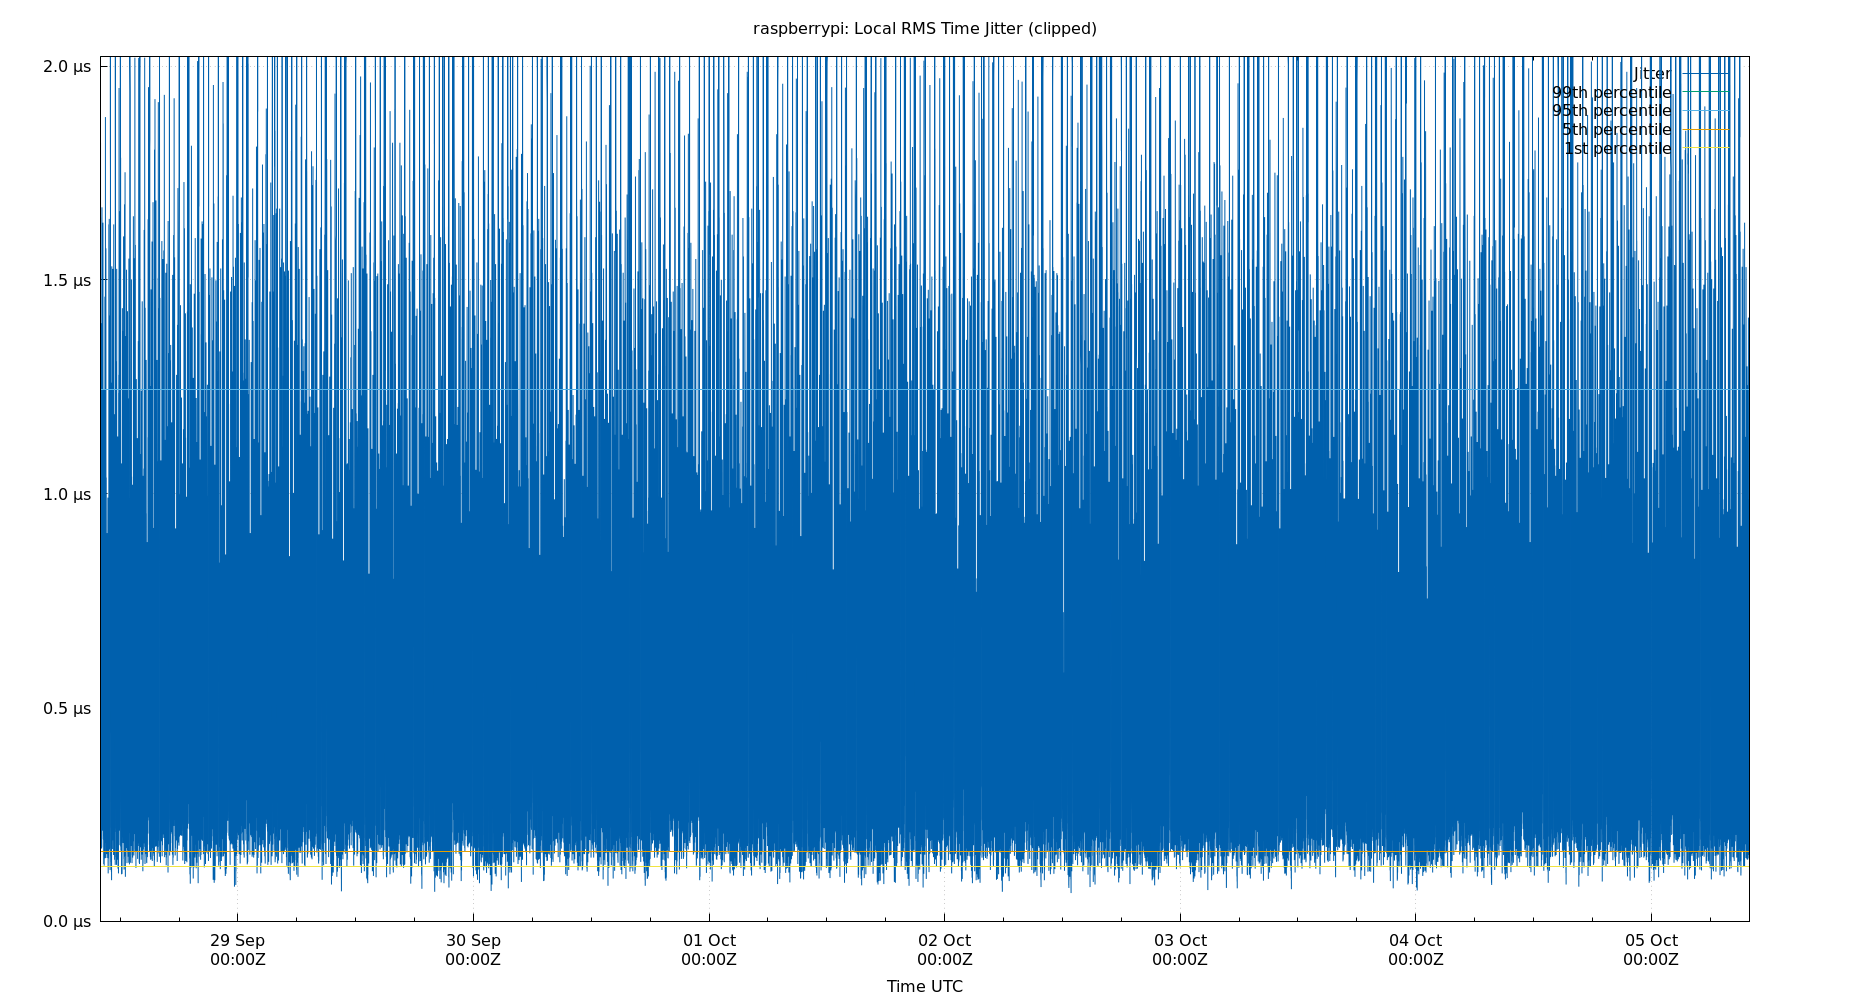 raspberrypi: Local RMS Time Jitter (clipped)
2.0 µs
Jitter
99th percentile
95th percentile
5th percentile
1st percentile
1.5 µs
1.0 µs
0.5 µs
0.0 µs
29 Sep
00:00Z
30 Sep
00:00Z
01 Oct
00:00Z
02 Oct
00:00Z
03 Oct
00:00Z
04 Oct
00:00Z
05 Oct
00:00Z
Time UTC